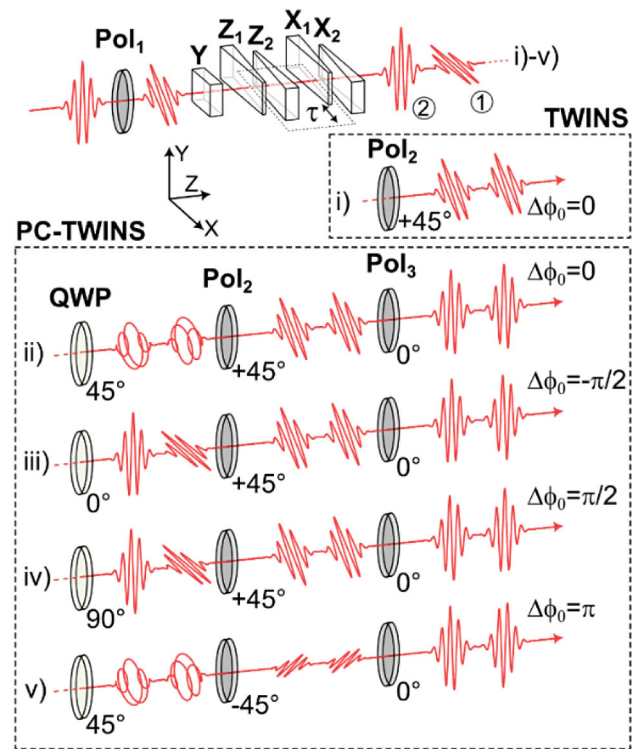 Pol₁ Y Z₁ Z₂ X₁ X₂
τ ② ① i)-v)
TWINS
Pol₂
i) +45° Δϕ₀=0
Y
Z
X
PC-TWINS
QWP Pol₂ Pol₃ Δϕ₀=0
ii) 45° +45° 0°
Δϕ₀=-π/2
iii) 0° +45° 0°
Δϕ₀=π/2
iv) 90° +45° 0°
Δϕ₀=π
v) 45° -45° 0°